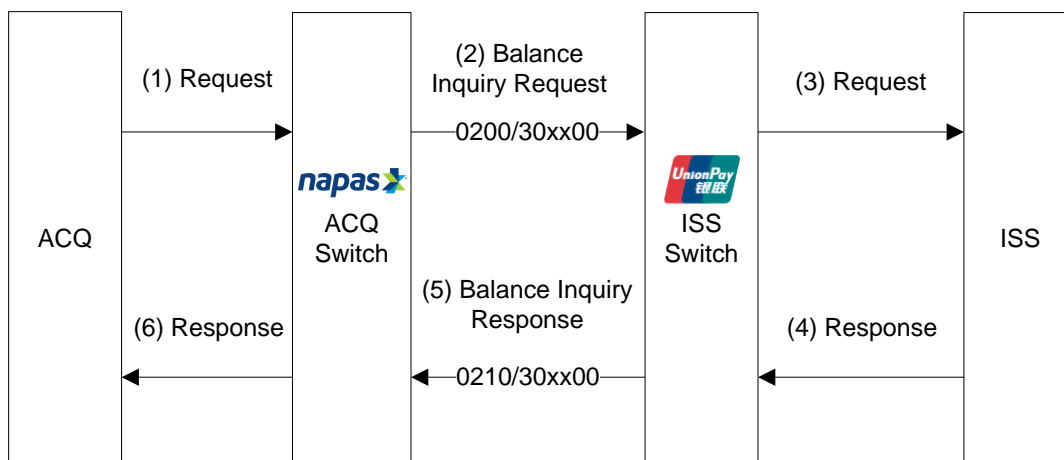 (1) Request
(2) Balance
Inquiry Request
(3) Request
0200/30xx00
napas
UnionPay
银联
ACQ
ACQ
Switch
ISS
Switch
ISS
(6) Response
(5) Balance Inquiry
Response
(4) Response
0210/30xx00